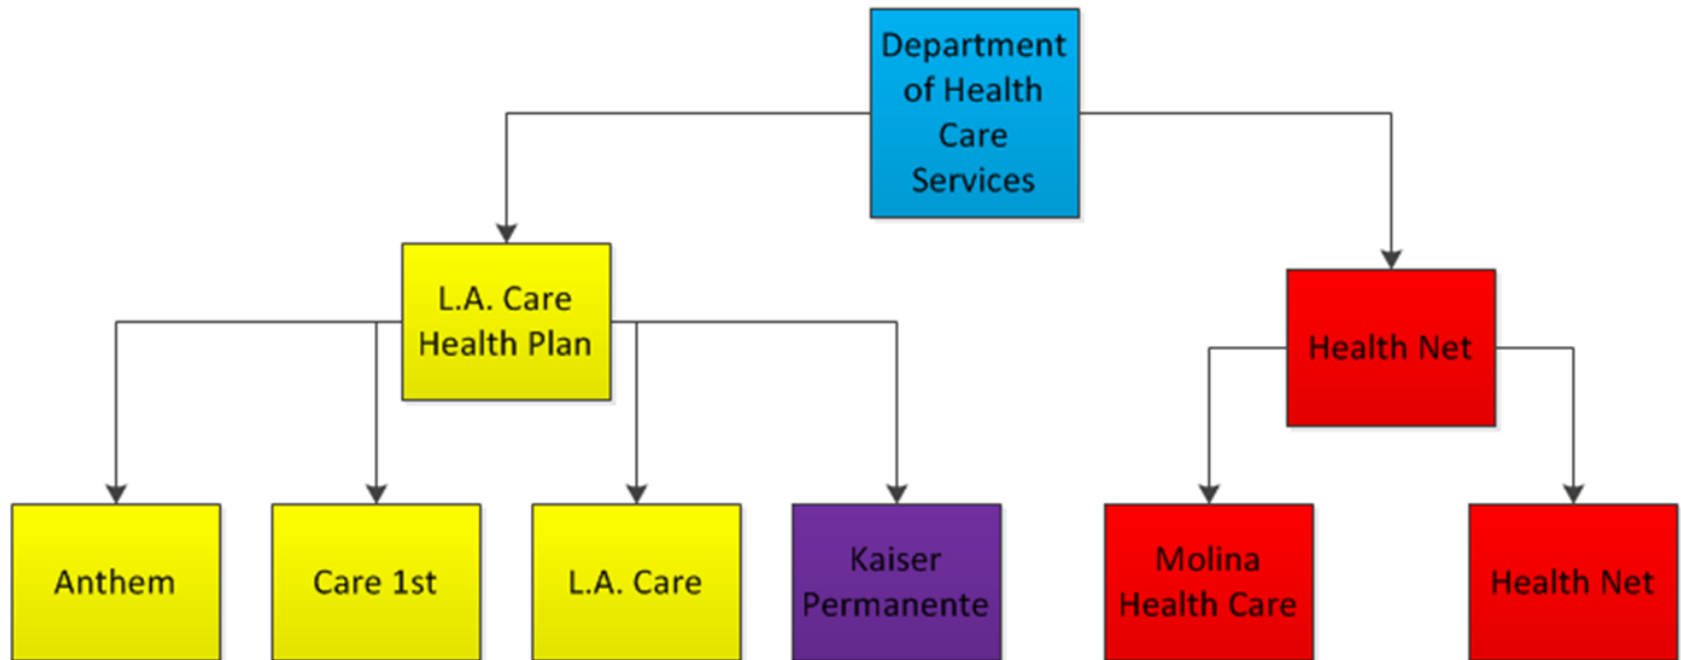 Department
of Health
Care
Services
L.A. Care
Health Plan
Health Net
Anthem
Care 1st
L.A. Care
Kaiser
Permanente
Molina
Health Care
Health Net